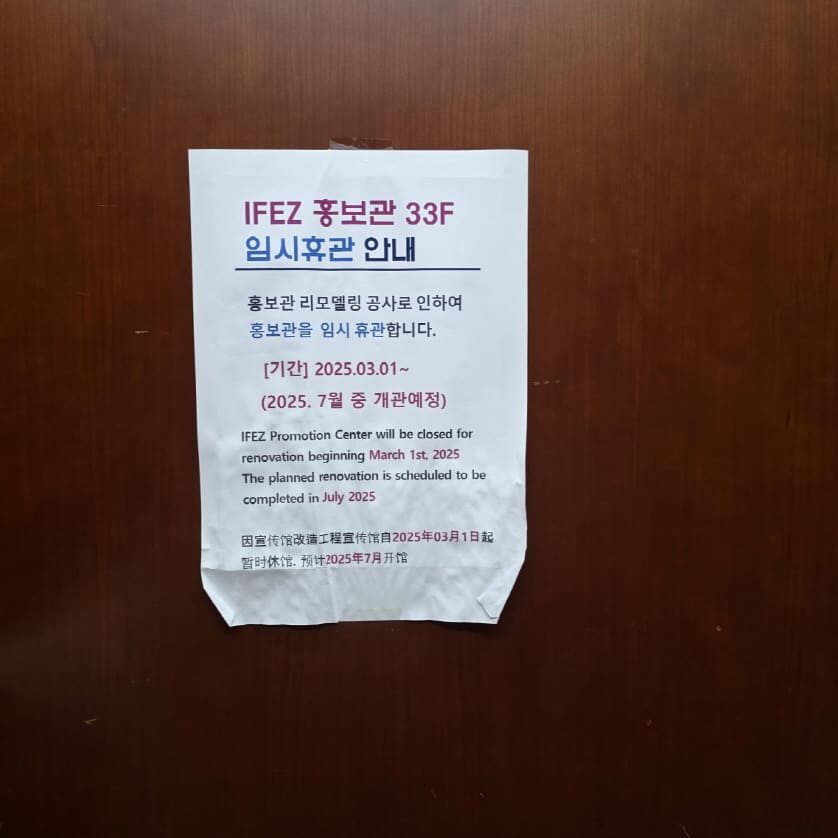 IFEZ 홍보관 33F
임시휴관 안내
홍보관 리모델링 공사로 인하여
홍보관을 임시 휴관합니다.
[기간] 2025.03.01~
(2025. 7월 중 개관예정)
IFEZ Promotion Center will be closed for
renovation beginning March 1st, 2025
The planned renovation is scheduled to be
completed in July 2025
因宣传馆改造工程宣传馆自2025年03月1日起
暂时休馆, 预计2025年7月开馆